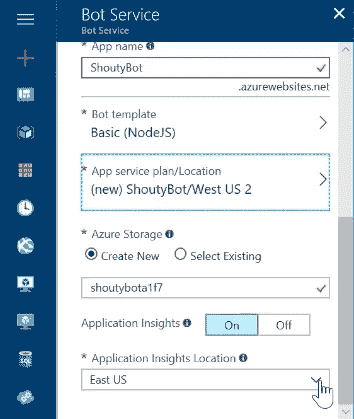 Bot Service
Bot Service
* App name
ShoutyBot
.azurewebsites.net
* Bot template
Basic (NodeJS)
* App service plan/Location
(new) ShoutyBot/West US 2
* Azure Storage
Create New Select Existing
shoutybota1f7
Application Insights On Off
* Application Insights Location
East US